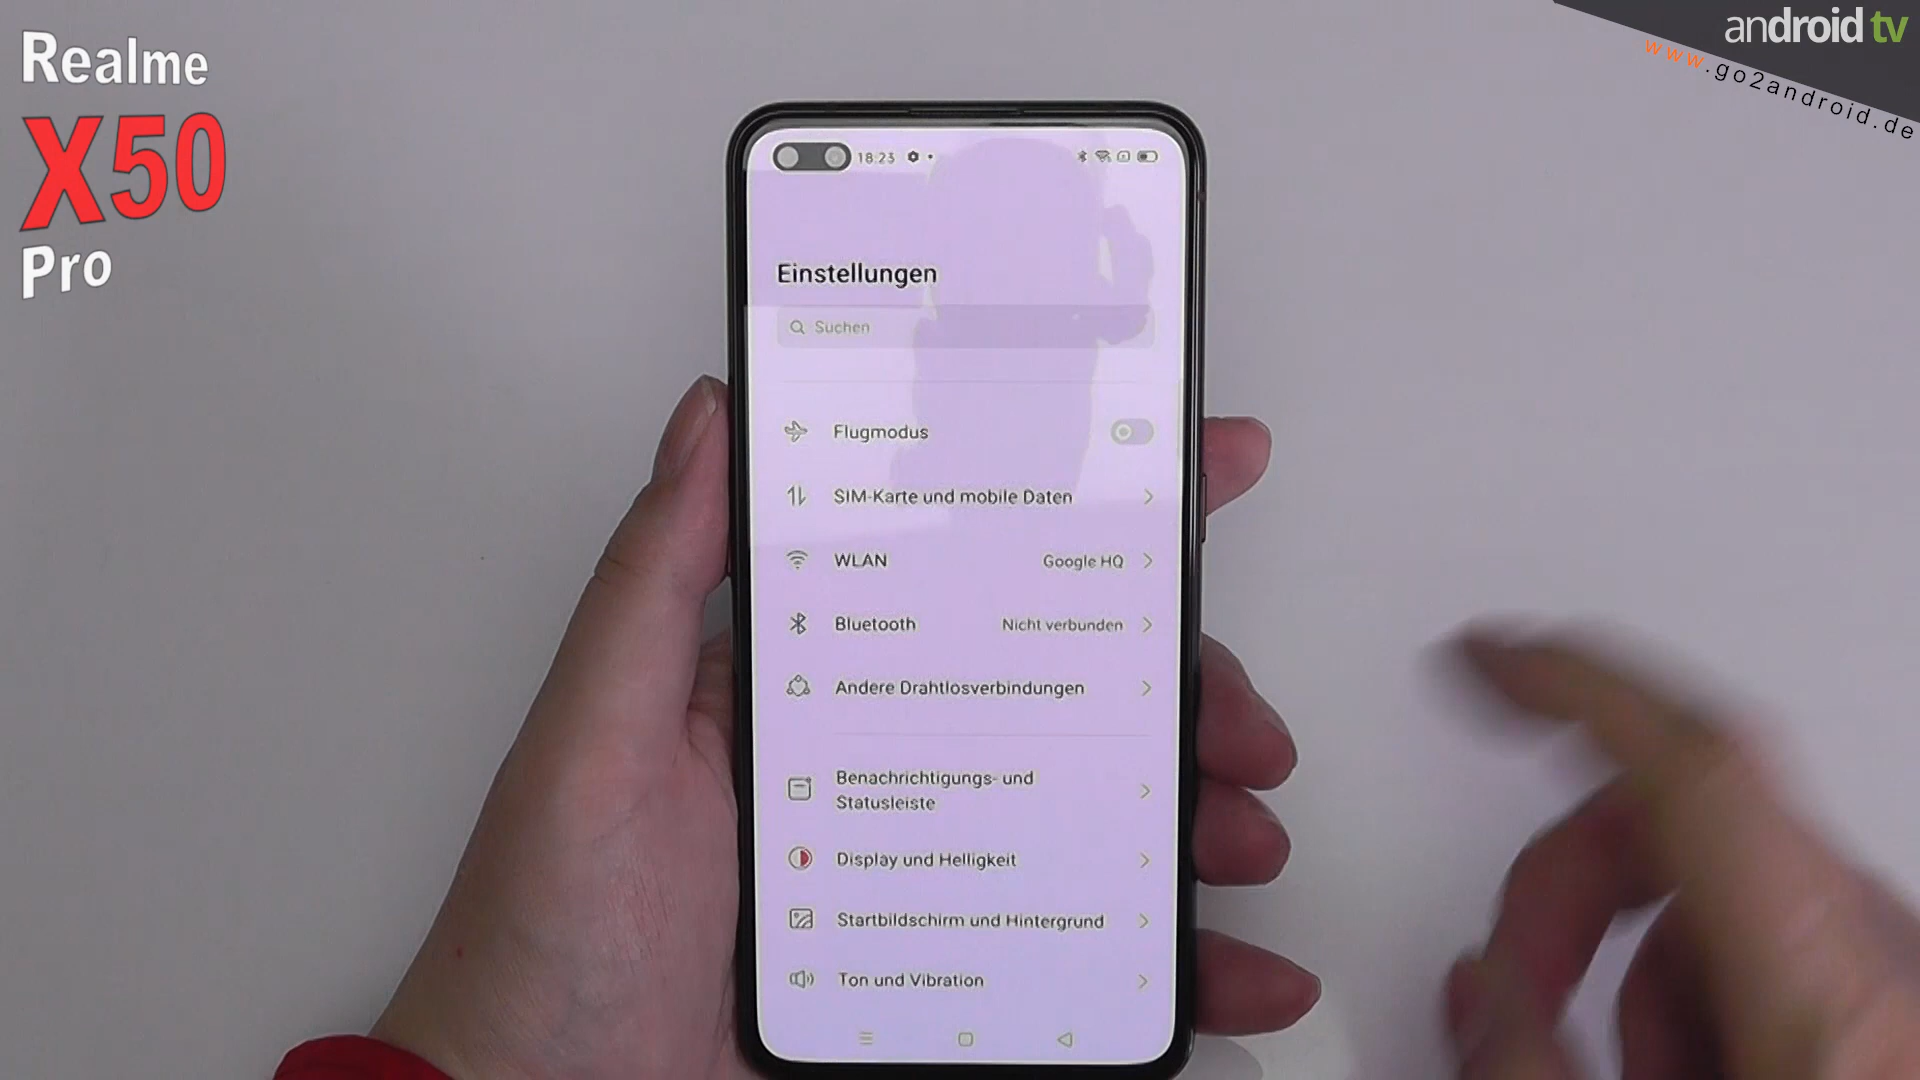 Realme
X50
Pro
android tv
www.go2android.de
18:23
Einstellungen
Suchen
Flugmodus
SIM-Karte und mobile Daten
WLAN
Google HQ
Bluetooth
Nicht verbunden
Andere Drahtlosverbindungen
Benachrichtigungs- und
Statusleiste
Display und Helligkeit
Startbildschirm und Hintergrund
Ton und Vibration